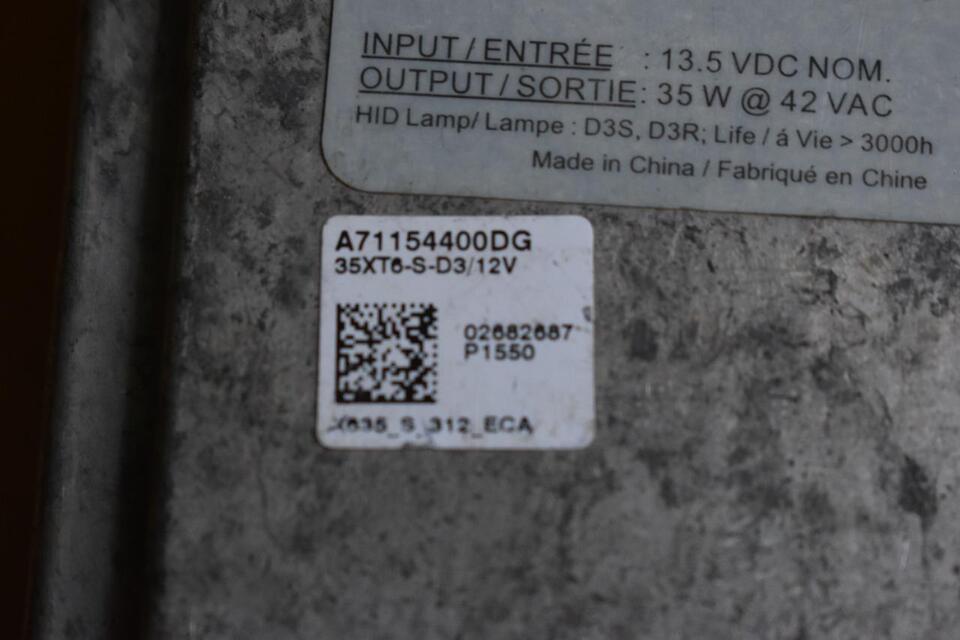 INPUT / ENTRÉE : 13.5 VDC NOM.
OUTPUT / SORTIE : 35 W @ 42 VAC
HID Lamp/ Lampe : D3S, D3R; Life / á Vie > 3000h
Made in China / Fabriqué en Chine
A71154400DG
35XT6-S-D3/12V
02682687
P1550
X635_S_312_ECA